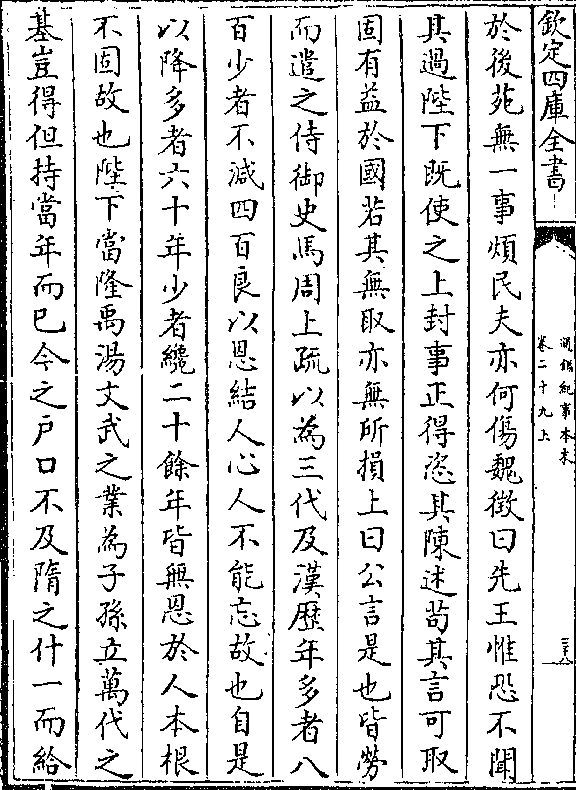 欽定四庫全書
通鑑紀事本末
卷二十九上
於後苑無一事煩民夫亦何傷魏徵曰先王惟恐不聞
其過陛下既使之上封事正得恣其陳述苟其言可取
固有益於國若其無取亦無所損上曰公言是也皆勞
而遣之侍御史馬周上疏以為三代及漢歴年多者八
百少者不減四百良以恩結人心人不能忘故也自是
以降多者六十年少者纔二十餘年皆無恩於人本根
不固故也陛下當隆禹湯文武之業為子孫立萬代之
基豈得但持當年而已今之户口不及隋之什一而給